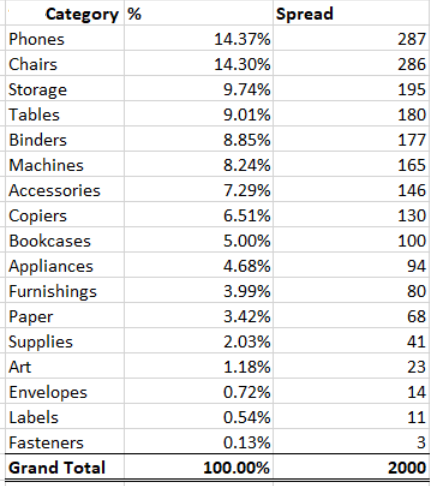 Category % Spread
Phones 14.37% 287
Chairs 14.30% 286
Storage 9.74% 195
Tables 9.01% 180
Binders 8.85% 177
Machines 8.24% 165
Accessories 7.29% 146
Copiers 6.51% 130
Bookcases 5.00% 100
Appliances 4.68% 94
Furnishings 3.99% 80
Paper 3.42% 68
Supplies 2.03% 41
Art 1.18% 23
Envelopes 0.72% 14
Labels 0.54% 11
Fasteners 0.13% 3
Grand Total 100.00% 2000